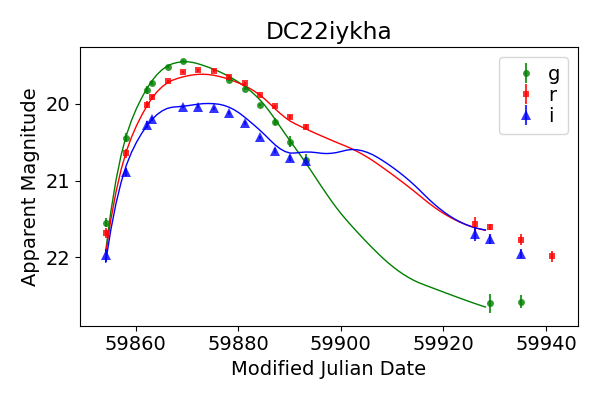 DC22iykha
g
r
i
20
21
22
Apparent Magnitude
59860 59880 59900 59920 59940
Modified Julian Date